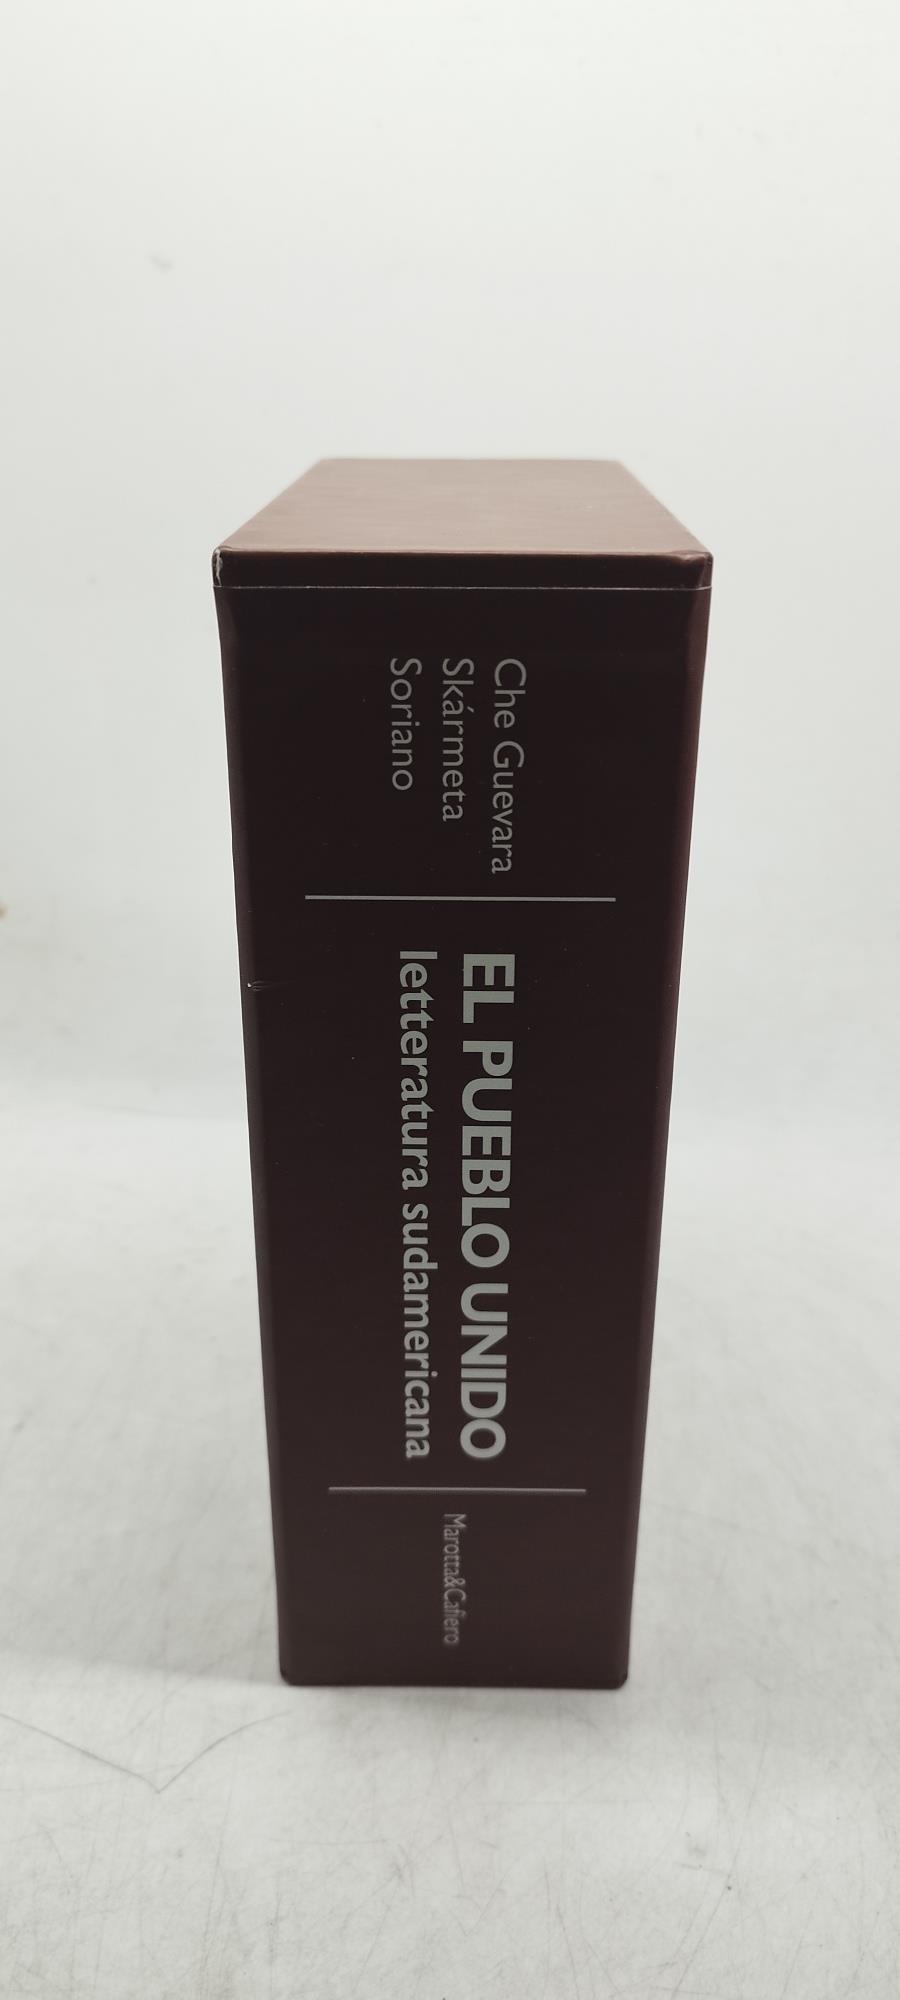 Che Guevara
Skármeta
Soriano
EL PUEBLO UNIDO
letteratura sudamericana
Marotta&Cafiero